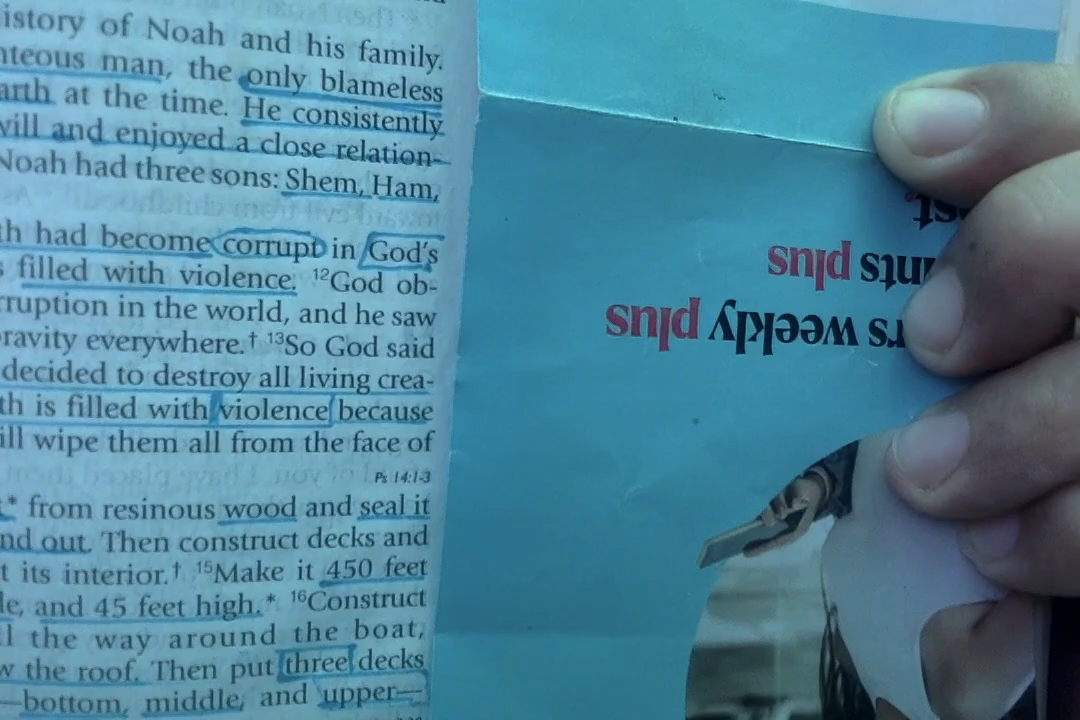 istory of Noah and his family.
hteous man, the only blameless
arth at the time. He consistently
will and enjoyed a close relation-
Noah had three sons: Shem, Ham,
th had become corrupt in God's
s filled with violence. 12God ob-
rruption in the world, and he saw
ravity everywhere.† 13So God said
decided to destroy all living crea-
th is filled with violence because
ill wipe them all from the face of
Ps 14:1-3
t* from resinous wood and seal it
nd out. Then construct decks and
t its interior.† 15Make it 450 feet
de, and 45 feet high.* 16Construct
ll the way around the boat,
w the roof. Then put three decks
—bottom, middle, and upper—
rs weekly plus
nts plus
st.